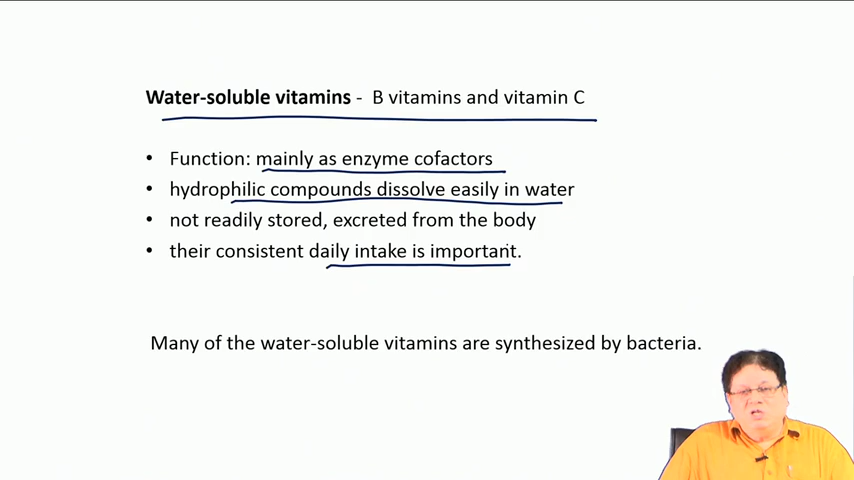 Water-soluble vitamins - B vitamins and vitamin C
• Function: mainly as enzyme cofactors
• hydrophilic compounds dissolve easily in water
• not readily stored, excreted from the body
• their consistent daily intake is important.
Many of the water-soluble vitamins are synthesized by bacteria.